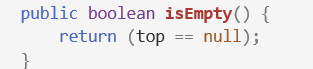 public boolean isEmpty() {
    return (top == null);
}